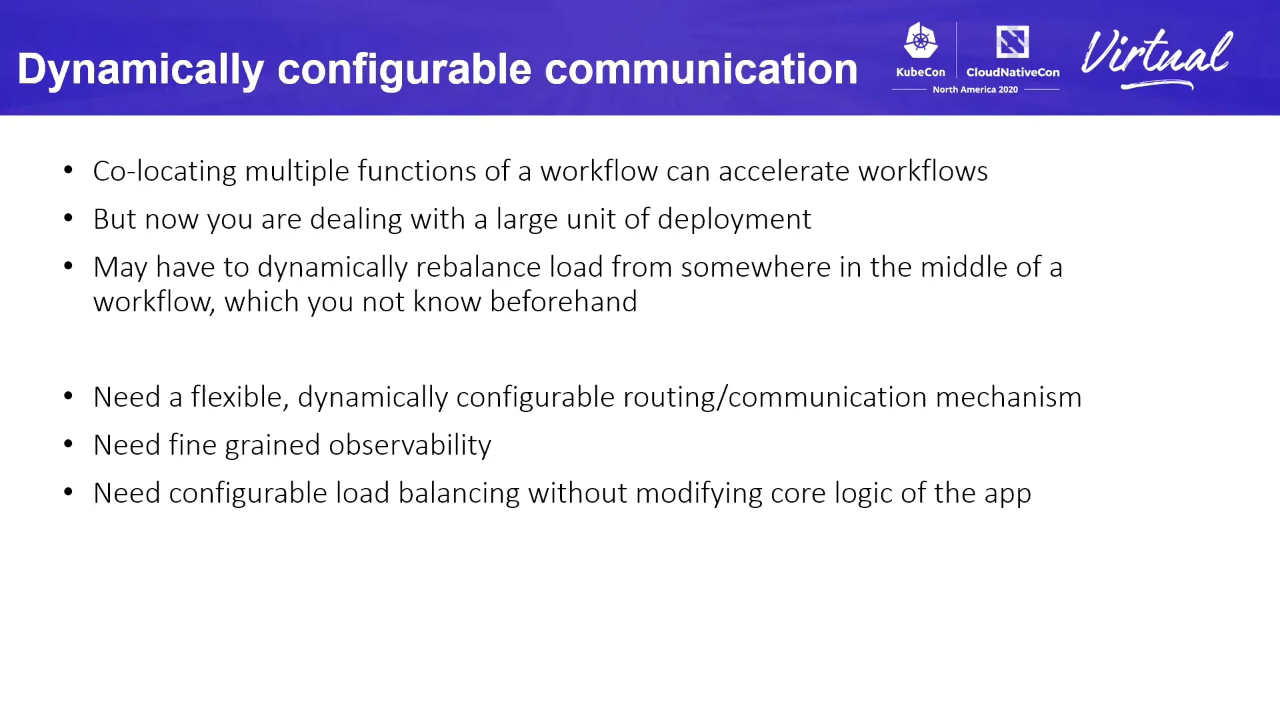 Dynamically configurable communication
KubeCon
CloudNativeCon
North America 2020
Virtual
• Co-locating multiple functions of a workflow can accelerate workflows
• But now you are dealing with a large unit of deployment
• May have to dynamically rebalance load from somewhere in the middle of a
workflow, which you not know beforehand
• Need a flexible, dynamically configurable routing/communication mechanism
• Need fine grained observability
• Need configurable load balancing without modifying core logic of the app